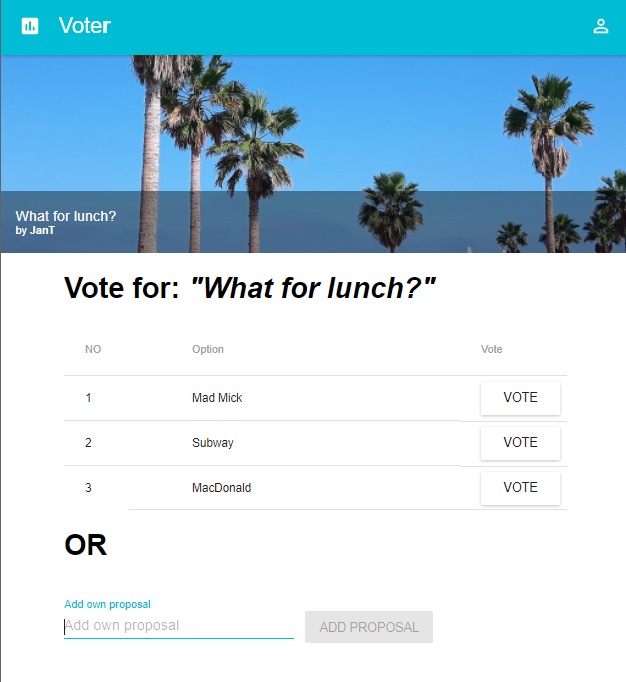 Voter
What for lunch?
by JanT
Vote for: "What for lunch?"
NO Option Vote
1 Mad Mick VOTE
2 Subway VOTE
3 MacDonald VOTE
OR
Add own proposal
Add own proposal ADD PROPOSAL